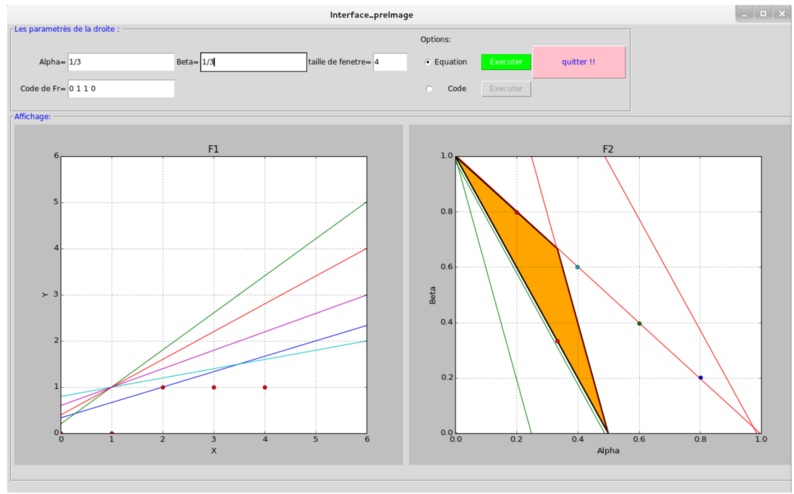 Interface_preImage
Les parametrès de la droite :
Options:
Alpha= 1/3 Beta= 1/3 taille de fenetre= 4 Equation Executer quitter !!
Code de Fr= 0 1 1 0 Code Executer
Affichage:
F1
6
5
4
3
2
1
0
Y
0 1 2 3 4 5 6
X
F2
1.0
0.8
0.6
0.4
0.2
0.0
Beta
0.0 0.2 0.4 0.6 0.8 1.0
Alpha